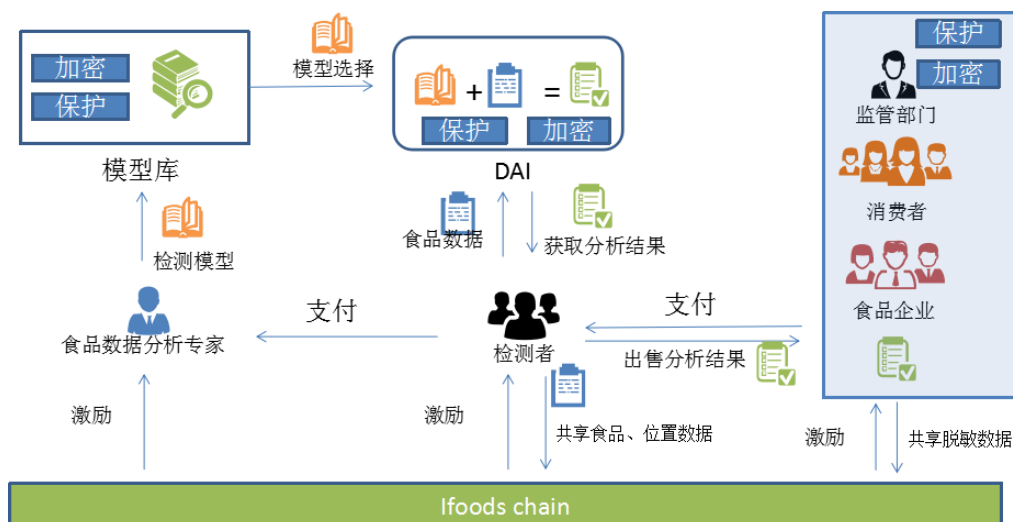 加密
保护
模型库
模型选择
+
=
保护
加密
DAI
保护
加密
监管部门
消费者
食品企业
检测模型
食品数据
获取分析结果
食品数据分析专家
支付
检测者
支付
出售分析结果
激励
激励
共享食品、位置数据
激励
共享脱敏数据
Ifoods chain